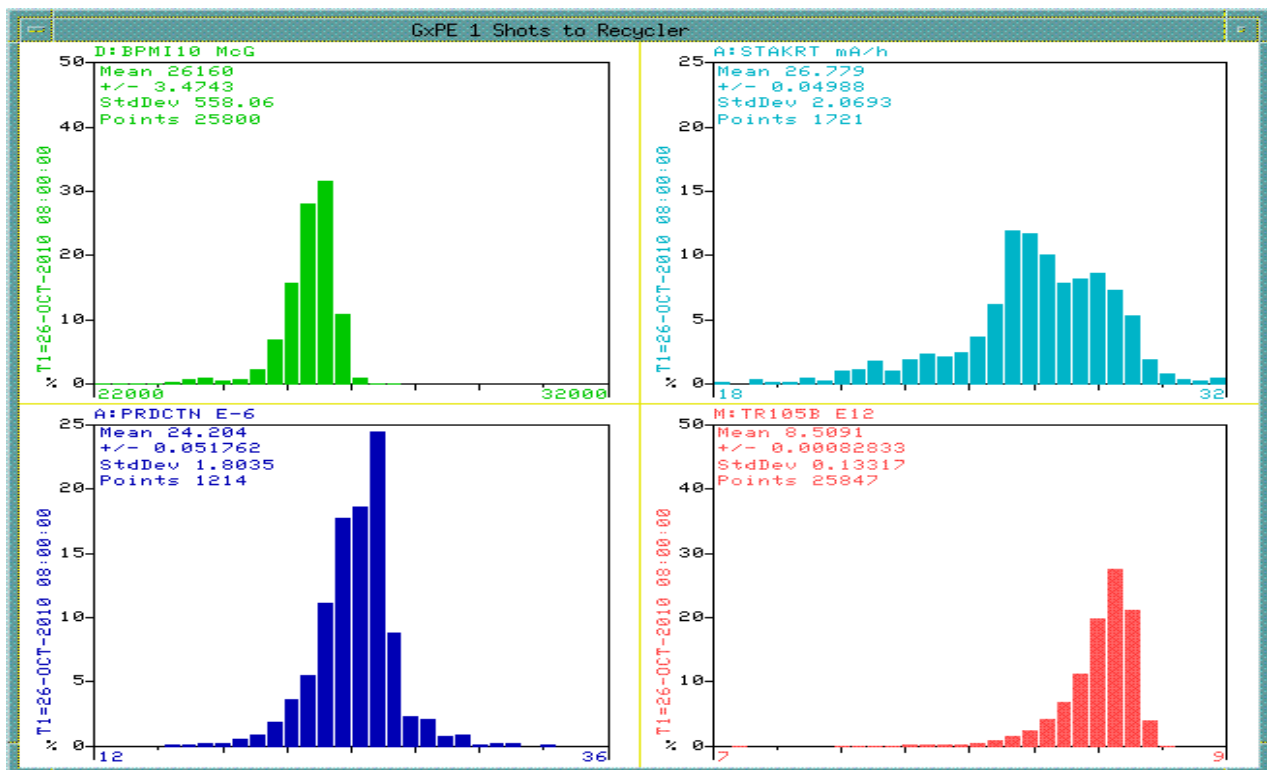 GxPE 1 Shots to Recycler
D:BPMI10 McG
50
Mean 26160
+/- 3.4743
StdDev 558.06
Points 25800
40
30
20
10
% 0
22000 32000
T1=26-OCT-2010 08:00:00
A:STAKRT mA/h
25
Mean 26.779
+/- 0.04988
StdDev 2.0693
Points 1721
20
15
10
5
% 0
18 32
T1=26-OCT-2010 08:00:00
A:PRDCTN E-6
25
Mean 24.204
+/- 0.051762
StdDev 1.8035
Points 1214
20
15
10
5
% 0
12 36
T1=26-OCT-2010 08:00:00
M:TR105B E12
50
Mean 8.5091
+/- 0.00082833
StdDev 0.13317
Points 25847
40
30
20
10
% 0
7 9
T1=26-OCT-2010 08:00:00